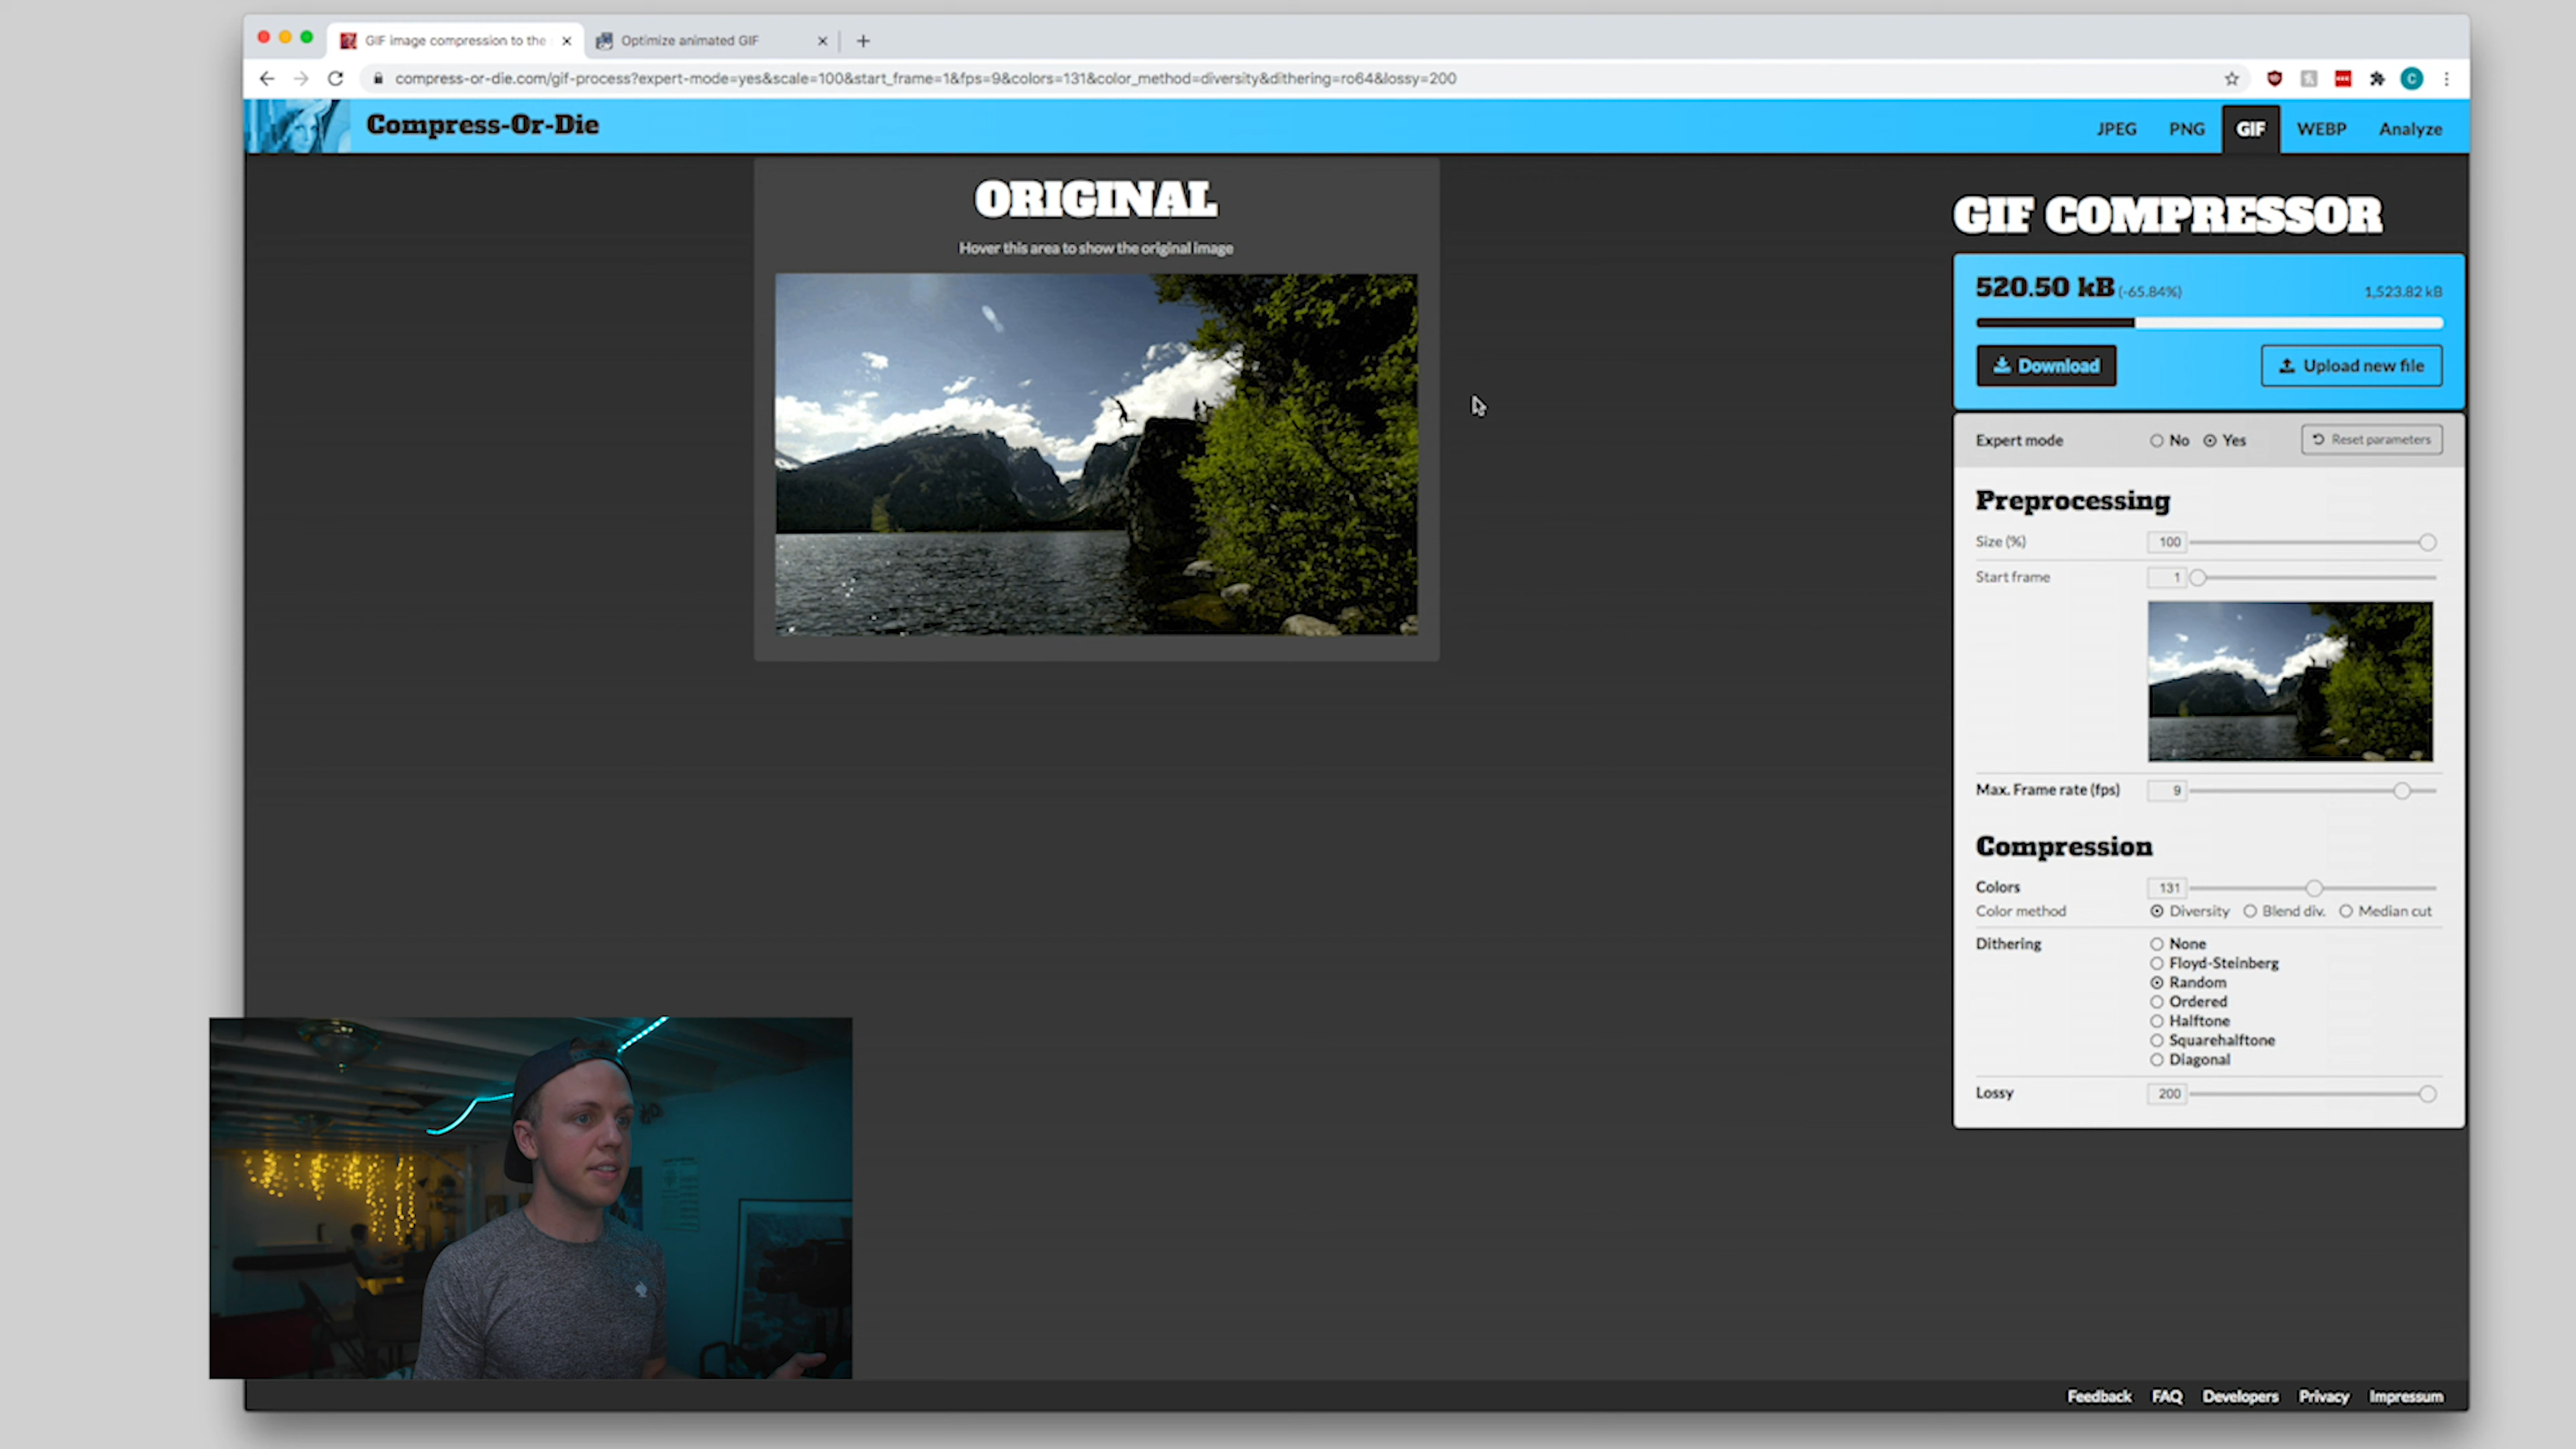 GIF image compression to the
Optimize animated GIF
compress-or-die.com/gif-process?expert-mode=yes&scale=100&start_frame=1&fps=9&colors=131&color_method=diversity&dithering=ro64&lossy=200
C
Compress-Or-Die
JPEG PNG GIF WEBP Analyze
ORIGINAL
Hover this area to show the original image
GIF COMPRESSOR
520.50 kB (-65.84%) 1,523.82 kB
Download Upload new file
Expert mode No Yes Reset parameters
Preprocessing
Size (%) 100
Start frame 1
Max. Frame rate (fps) 9
Compression
Colors 131
Color method Diversity Blend div. Median cut
Dithering None
Floyd-Steinberg
Random
Ordered
Halftone
Squarehalftone
Diagonal
Lossy 200
Feedback FAQ Developers Privacy Impressum